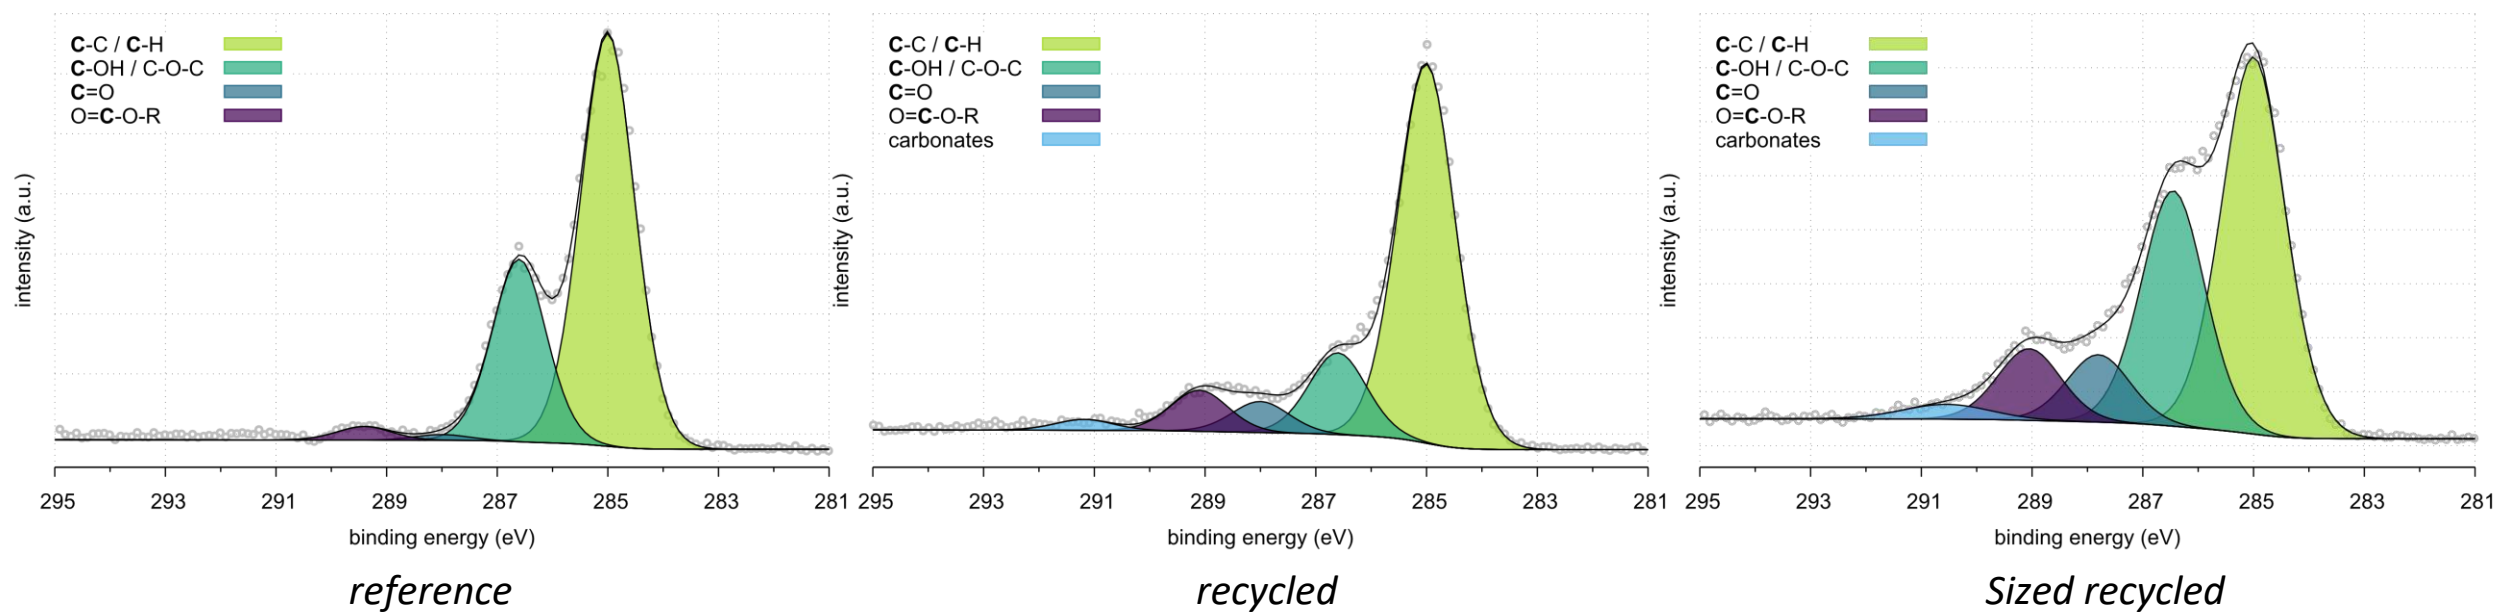 C-C / C-H
C-OH / C-O-C
C=O
O=C-O-R
intensity (a.u.)
295 293 291 289 287 285 283 281
binding energy (eV)
reference
C-C / C-H
C-OH / C-O-C
C=O
O=C-O-R
carbonates
intensity (a.u.)
295 293 291 289 287 285 283 281
binding energy (eV)
recycled
C-C / C-H
C-OH / C-O-C
C=O
O=C-O-R
carbonates
intensity (a.u.)
295 293 291 289 287 285 283 281
binding energy (eV)
Sized recycled